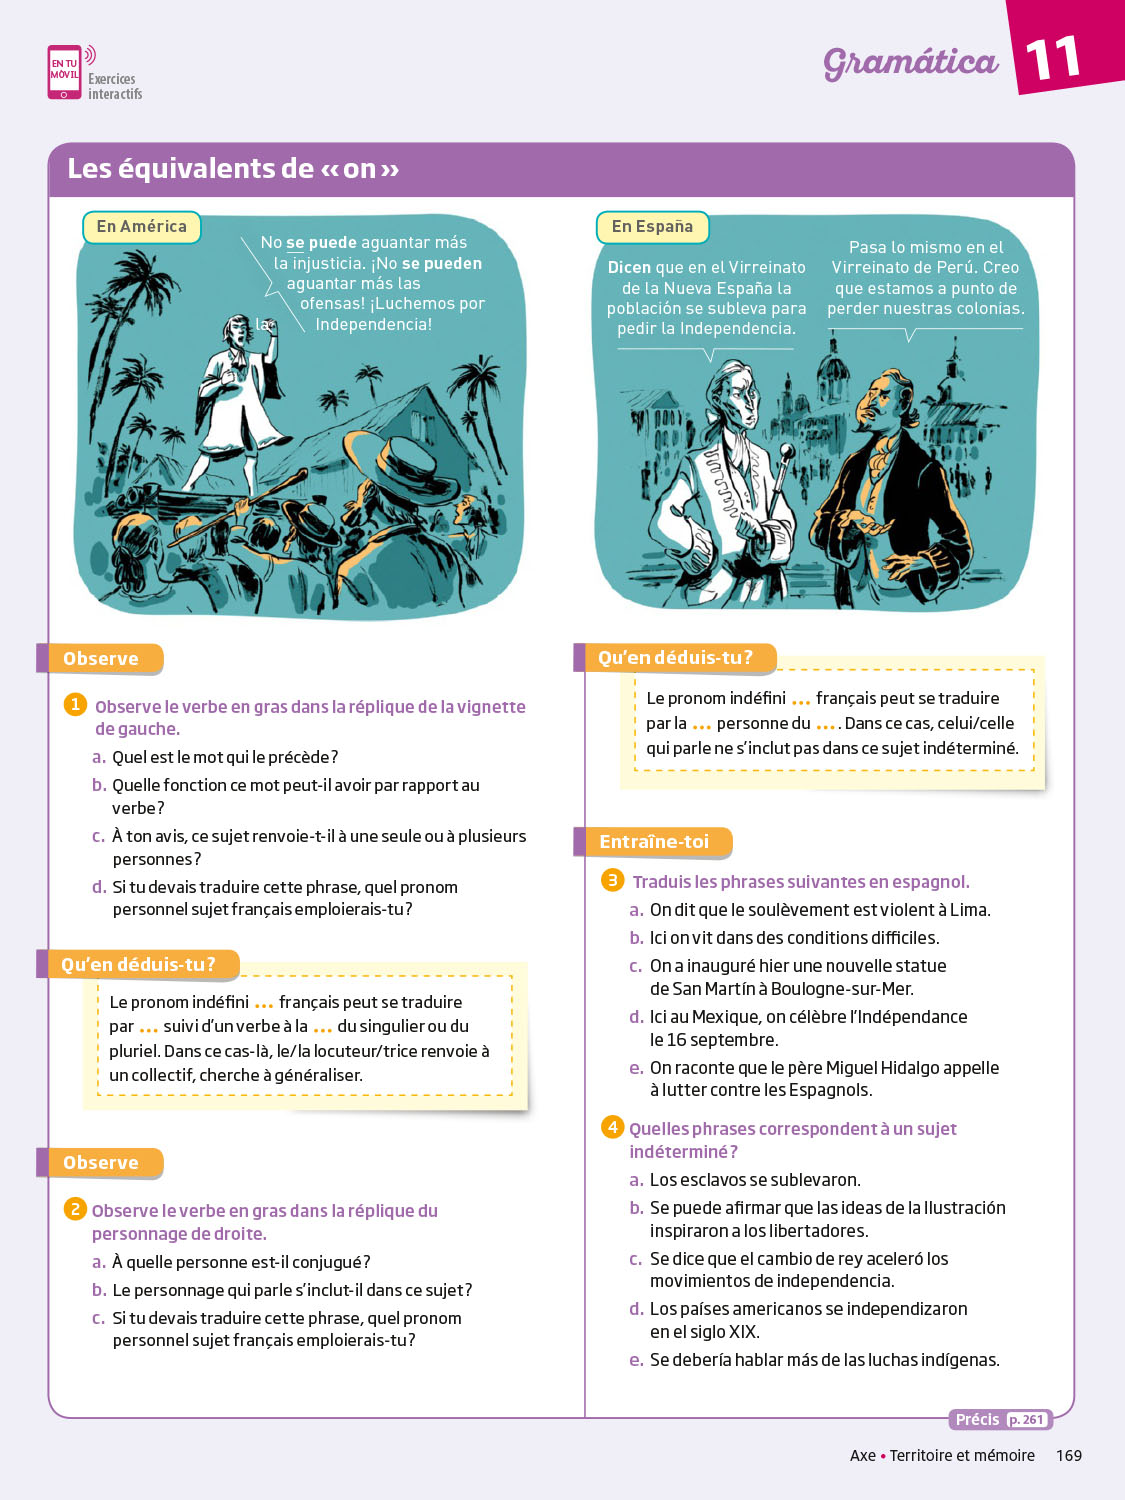 EN TU
MÓVIL
Exercices
interactifs
Gramática
11
Les équivalents de « on »
En América
No se puede aguantar más
la injusticia. ¡No se pueden
aguantar más las
ofensas! ¡Luchemos por
la Independencia!
En España
Dicen que en el Virreinato
de la Nueva España la
población se subleva para
pedir la Independencia.
Pasa lo mismo en el
Virreinato de Perú. Creo
que estamos a punto de
perder nuestras colonias.
Observe
1 Observe le verbe en gras dans la réplique de la vignette
de gauche.
a. Quel est le mot qui le précède ?
b. Quelle fonction ce mot peut-il avoir par rapport au
verbe ?
c. À ton avis, ce sujet renvoie-t-il à une seule ou à plusieurs
personnes ?
d. Si tu devais traduire cette phrase, quel pronom
personnel sujet français emploierais-tu ?
Qu'en déduis-tu ?
Le pronom indéfini ... français peut se traduire
par ... suivi d'un verbe à la ... du singulier ou du
pluriel. Dans ce cas-là, le/la locuteur/trice renvoie à
un collectif, cherche à généraliser.
Observe
2 Observe le verbe en gras dans la réplique du
personnage de droite.
a. À quelle personne est-il conjugué ?
b. Le personnage qui parle s'inclut-il dans ce sujet ?
c. Si tu devais traduire cette phrase, quel pronom
personnel sujet français emploierais-tu ?
Qu'en déduis-tu ?
Le pronom indéfini ... français peut se traduire
par la ... personne du .... Dans ce cas, celui/celle
qui parle ne s'inclut pas dans ce sujet indéterminé.
Entraîne-toi
3 Traduis les phrases suivantes en espagnol.
a. On dit que le soulèvement est violent à Lima.
b. Ici on vit dans des conditions difficiles.
c. On a inauguré hier une nouvelle statue
de San Martín à Boulogne-sur-Mer.
d. Ici au Mexique, on célèbre l'Indépendance
le 16 septembre.
e. On raconte que le père Miguel Hidalgo appelle
à lutter contre les Espagnols.
4 Quelles phrases correspondent à un sujet
indéterminé ?
a. Los esclavos se sublevaron.
b. Se puede afirmar que las ideas de la Ilustración
inspiraron a los libertadores.
c. Se dice que el cambio de rey aceleró los
movimientos de independencia.
d. Los países americanos se independizaron
en el siglo XIX.
e. Se debería hablar más de las luchas indígenas.
Précis p. 261
Axe • Territoire et mémoire 169